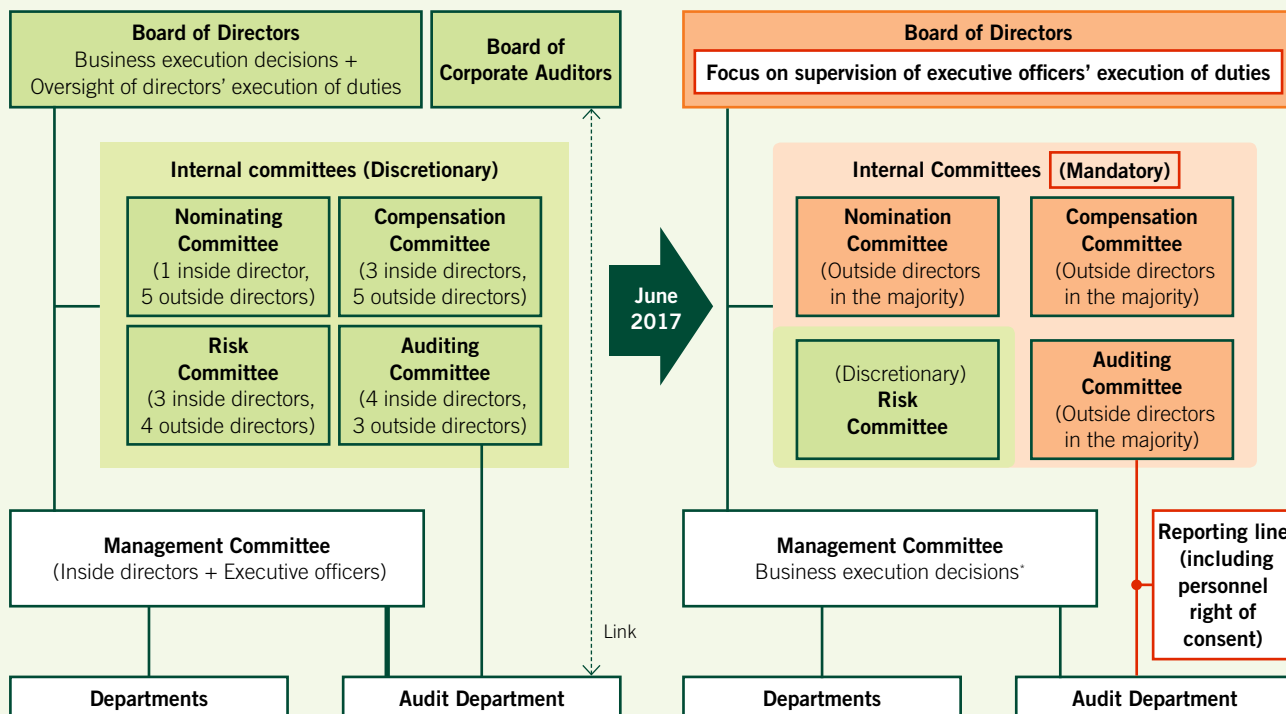 Board of Directors
Business execution decisions +
Oversight of directors’ execution of duties
Board of
Corporate Auditors
Internal committees (Discretionary)
Nominating
Committee
(1 inside director,
5 outside directors)
Compensation
Committee
(3 inside directors,
5 outside directors)
Risk
Committee
(3 inside directors,
4 outside directors)
Auditing
Committee
(4 inside directors,
3 outside directors)
Management Committee
(Inside directors + Executive officers)
Link
Departments
Audit Department
June
2017
Board of Directors
Focus on supervision of executive officers’ execution of duties
Internal Committees (Mandatory)
Nomination
Committee
(Outside directors
in the majority)
Compensation
Committee
(Outside directors
in the majority)
(Discretionary)
Risk
Committee
Auditing
Committee
(Outside directors
in the majority)
Management Committee
Business execution decisions*
Reporting line
(including
personnel
right of
consent)
Departments
Audit Department